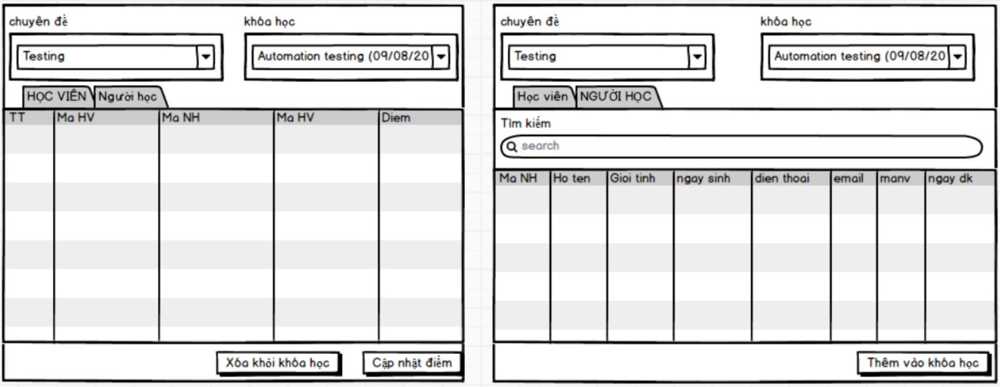 chuyên đề
khóa học
Testing
Automation testing (09/08/20
HỌC VIÊN
Người học
TT
Ma HV
Ma NH
Ma HV
Diem
Xóa khỏi khóa học
Cập nhật điểm
chuyên đề
khóa học
Testing
Automation testing (09/08/20
Học viên
NGƯỜI HỌC
Tìm kiếm
search
Ma NH
Ho ten
Gioi tinh
ngay sinh
dien thoai
email
manv
ngay dk
Thêm vào khóa học